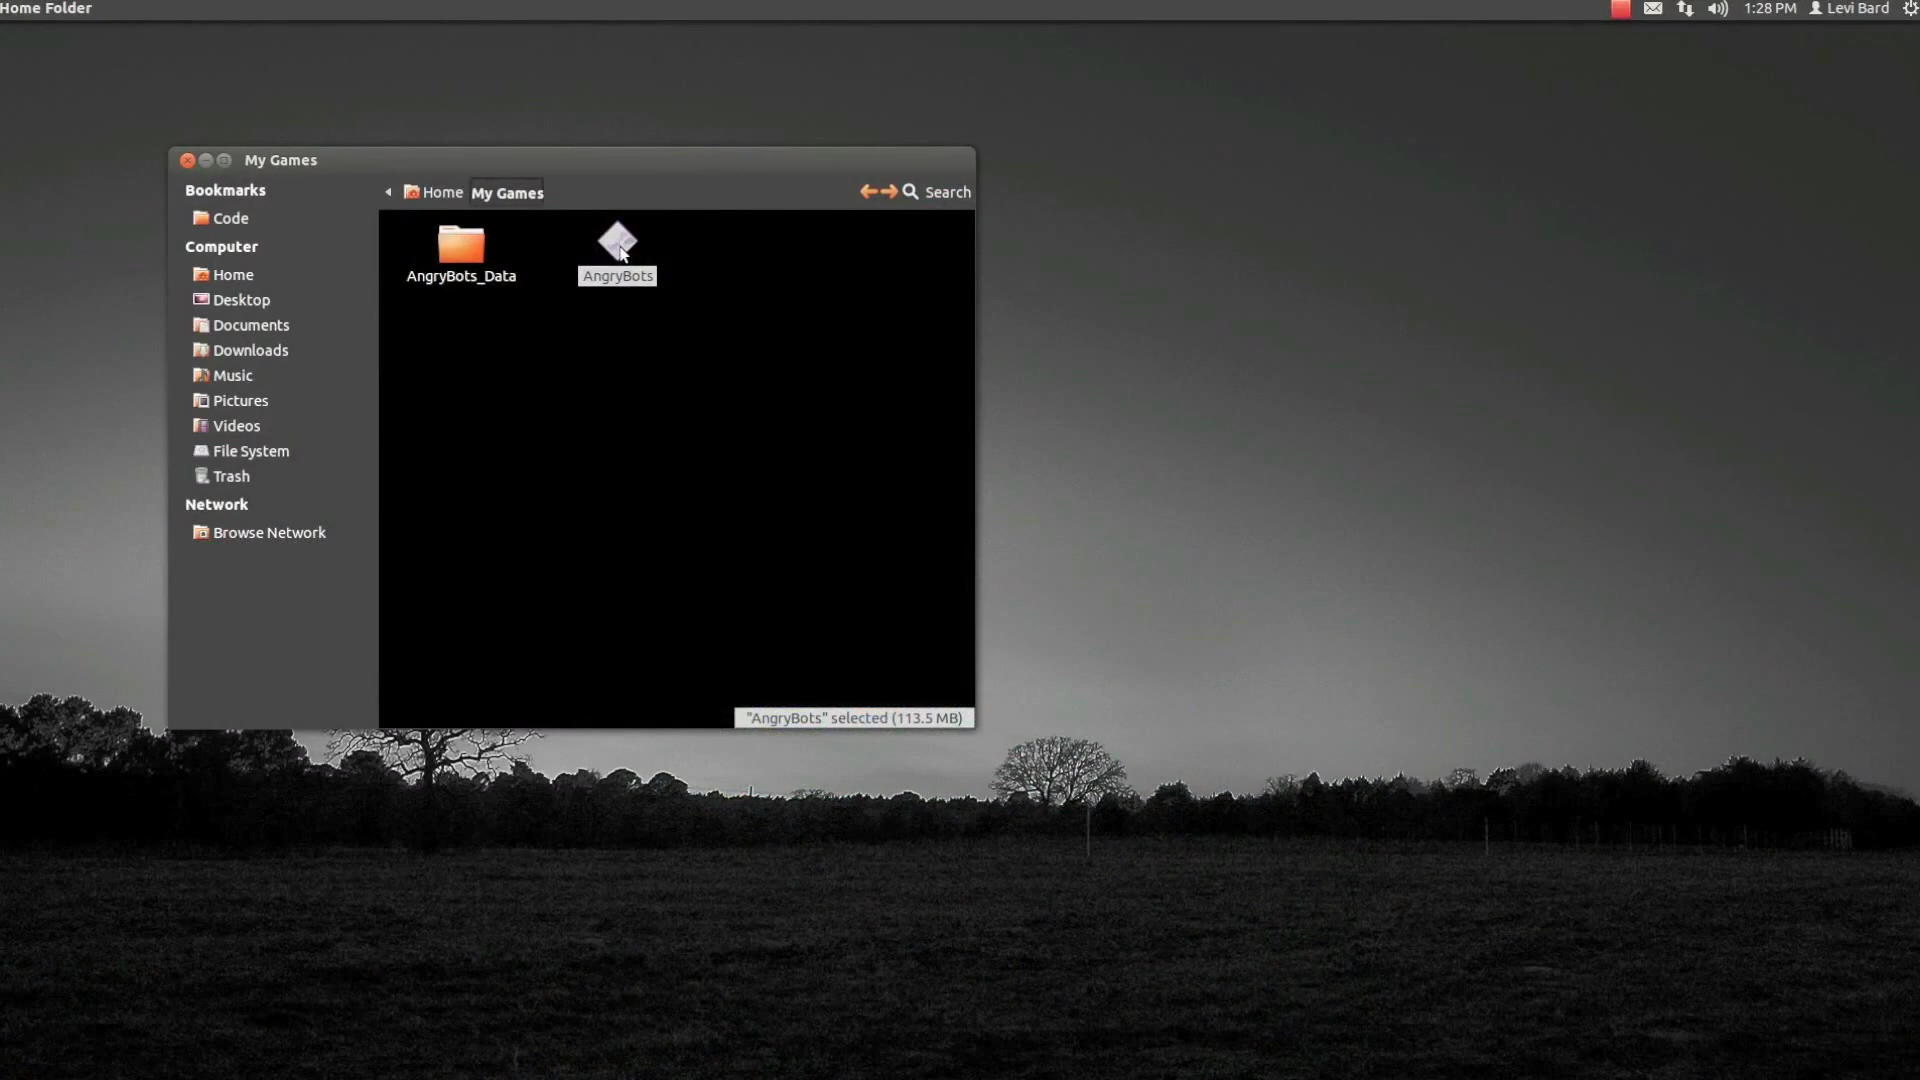 Home Folder
1:28 PM
Levi Bard
My Games
Bookmarks
Code
Computer
Home
Desktop
Documents
Downloads
Music
Pictures
Videos
File System
Trash
Network
Browse Network
Home
My Games
Search
AngryBots_Data
AngryBots
"AngryBots" selected (113.5 MB)